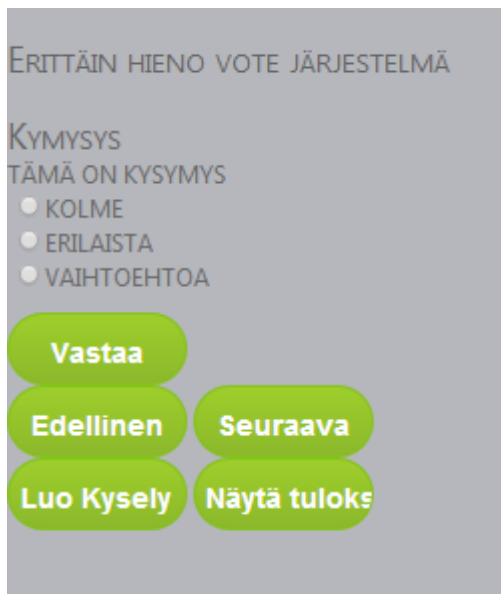 Erittäin hieno vote järjestelmä
Kymysys
TÄMÄ ON KYSYMYS
KOLME
ERILAISTA
VAIHTOEHTOA
Vastaa
Edellinen Seuraava
Luo Kysely Näytä tuloks